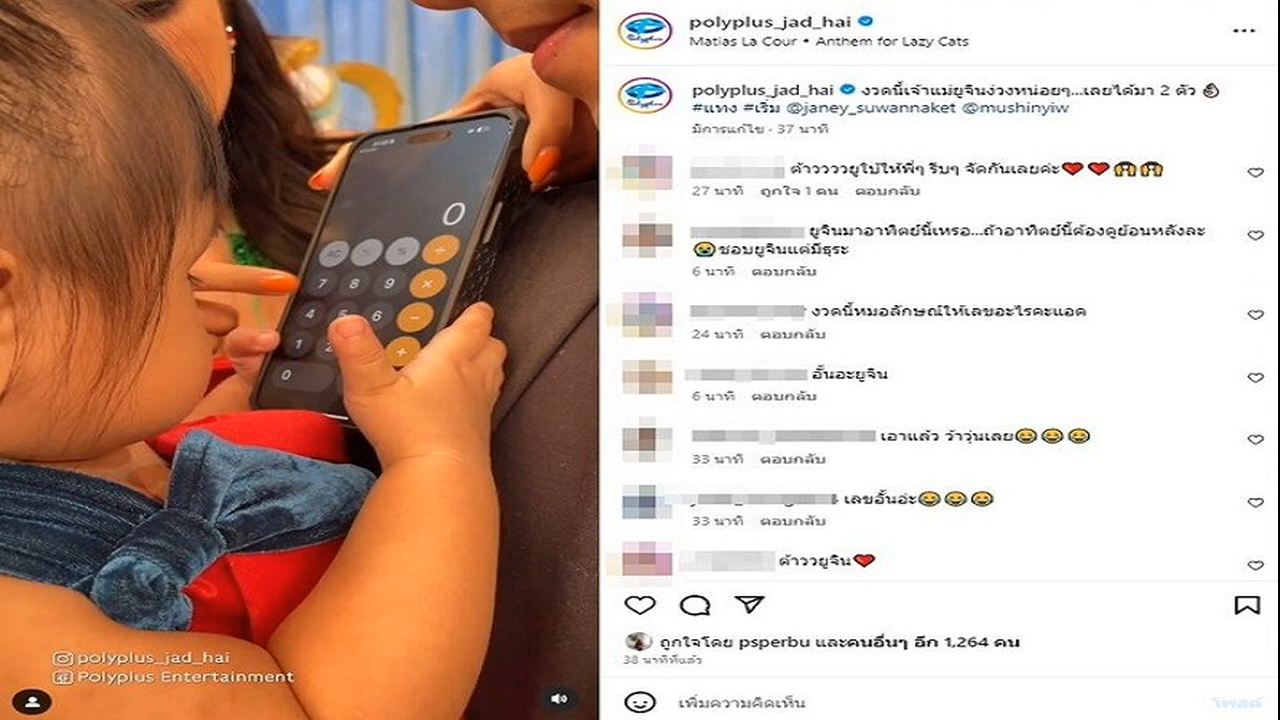 polyplus_jad_hai
Matias La Cour • Anthem for Lazy Cats
polyplus_jad_hai งวดนี้เจ้าแม่ยูจินง่วงหน่อยๆ...เลยได้มา 2 ตัว 👌🏻
#แทง #เริ่ม @janey_suwannaket @mushinyiw
มีการแก้ไข · 37 นาที
ค้าววววยูใบ้ให้พี่ๆ รีบๆ จัดกันเลยค่ะ❤️❤️🙌🙌
27 นาที ถูกใจ 1 คน ตอบกลับ
ยูจินมาอาทิตย์นี้เหรอ...ถ้าอาทิตย์นี้ต้องดูย้อนหลังละ
😭ชอบยูจินแต่มีธุระ
6 นาที ตอบกลับ
งวดนี้หมอลักษณ์ให้เลขอะไรคะแอด
24 นาที ตอบกลับ
อั้นอะยูจิน
6 นาที ตอบกลับ
เอาแล้ว ว้าวุ่นเลย😂😂😂
33 นาที ตอบกลับ
เลขอั้นอ่ะ😂😂😂
33 นาที ตอบกลับ
ค้าววยูจิน❤️
ถูกใจโดย psperbu และคนอื่นๆ อีก 1,264 คน
38 นาทีที่แล้ว
เพิ่มความคิดเห็น
โพสต์
0
AC % ÷
7 8 9 ×
4 5 6 −
1 2 +
0
polyplus_jad_hai
Polyplus Entertainment